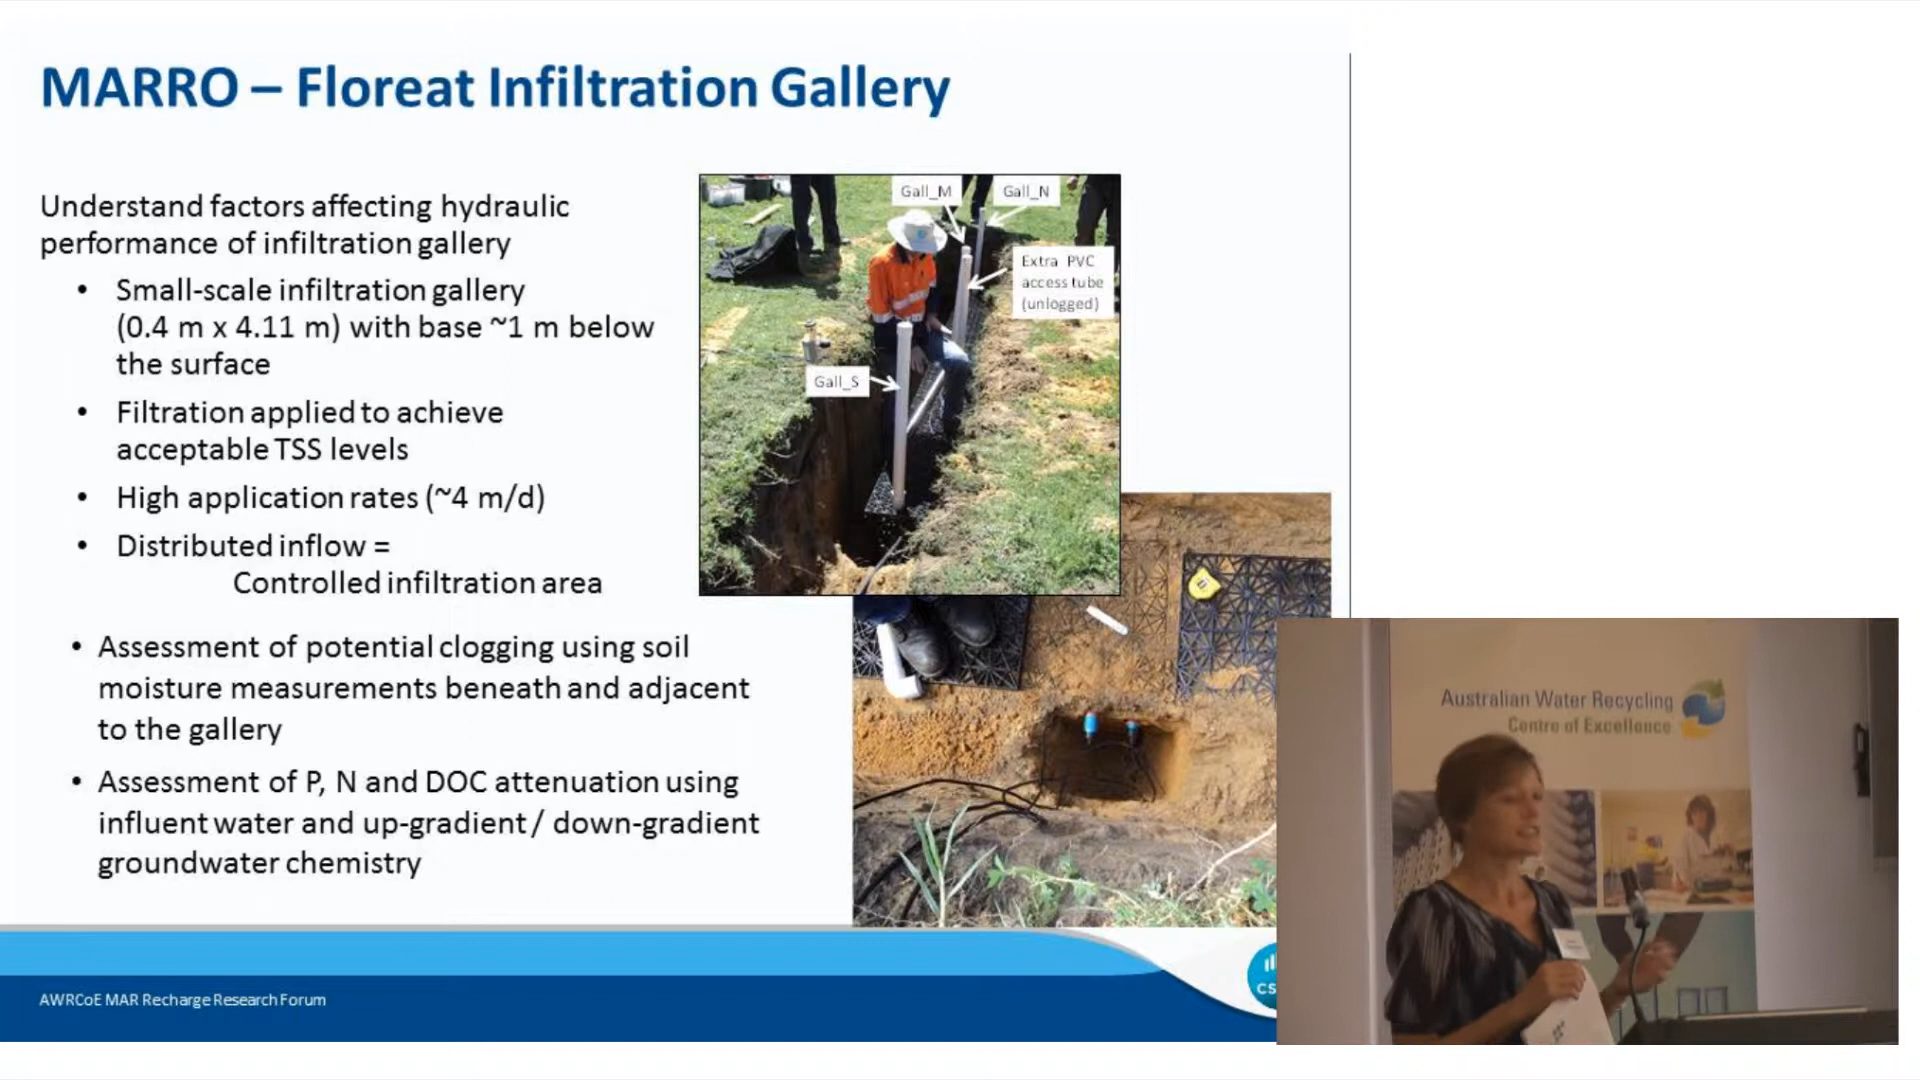 MARRO – Floreat Infiltration Gallery
Understand factors affecting hydraulic
performance of infiltration gallery
• Small-scale infiltration gallery
(0.4 m x 4.11 m) with base ~1 m below
the surface
• Filtration applied to achieve
acceptable TSS levels
• High application rates (~4 m/d)
• Distributed inflow =
Controlled infiltration area
• Assessment of potential clogging using soil
moisture measurements beneath and adjacent
to the gallery
• Assessment of P, N and DOC attenuation using
influent water and up-gradient / down-gradient
groundwater chemistry
Gall_M
Gall_N
Extra PVC
access tube
(unlogged)
Gall_S
AWRCoE MAR Recharge Research Forum
CS
Australian Water Recycling
Centre of Excellence